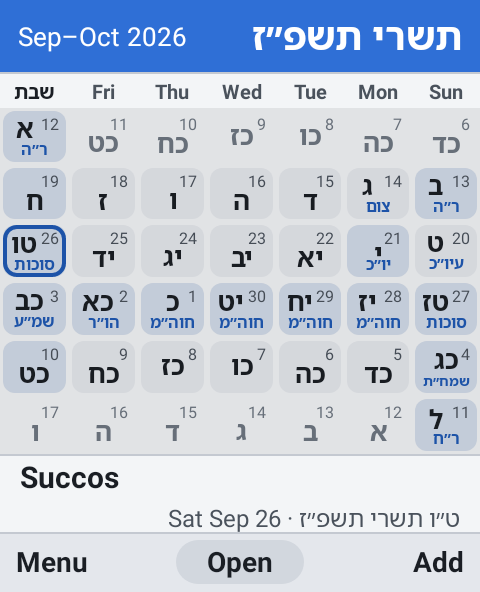 תשרי תשפ״ז Sep–Oct 2026
Sun Mon Tue Wed Thu Fri שבת
6 כד 7 כה 8 כו 9 כז 10 כח 11 כט 12 א
ר״ה
13 ב 14 ג 15 ד 16 ה 17 ו 18 ז 19 ח
ר״ה צום
20 ט 21 י 22 יא 23 יב 24 יג 25 יד 26 טו
עיו״כ יו״כ סוכות
27 טז 28 יז 29 יח 30 יט 1 כ 2 כא 3 כב
סוכות חוה״מ חוה״מ חוה״מ חוה״מ הו״ר שמ״ע
4 כג 5 כד 6 כה 7 כו 8 כז 9 כח 10 כט
שמח״ת
11 ל 12 א 13 ב 14 ג 15 ד 16 ה 17 ו
ר״ח
Succos
ט״ו תשרי תשפ״ז · Sat Sep 26
Menu Open Add